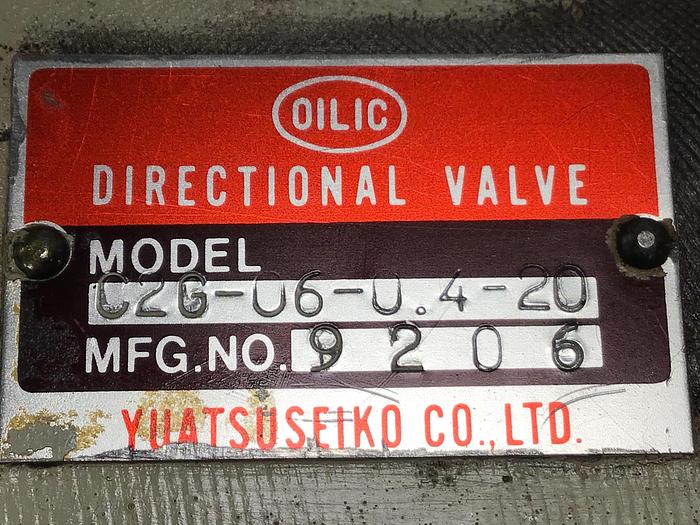 OILIC
DIRECTIONAL VALVE
MODEL
C2G-06-0.4-20
MFG.NO. 9206
YUATSUSEIKO CO.,LTD.